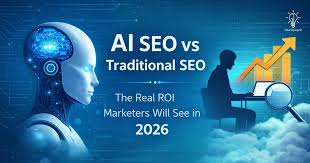 AI SEO vs
Traditional SEO
The Real ROI
Marketers Will See in
2026